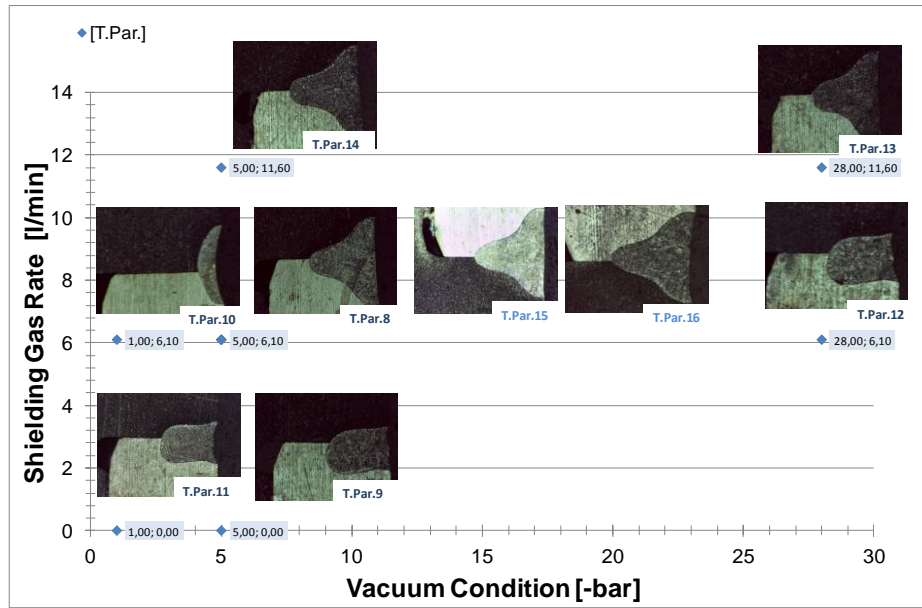 [T.Par.]
14
T.Par.14
T.Par.13
12
5,00; 11,60
28,00; 11,60
10
8
T.Par.10
T.Par.8
T.Par.15
T.Par.16
T.Par.12
6
1,00; 6,10
5,00; 6,10
28,00; 6,10
4
2
T.Par.11
T.Par.9
0
1,00; 0,00
5,00; 0,00
0 5 10 15 20 25 30
Shielding Gas Rate [l/min]
Vacuum Condition [-bar]